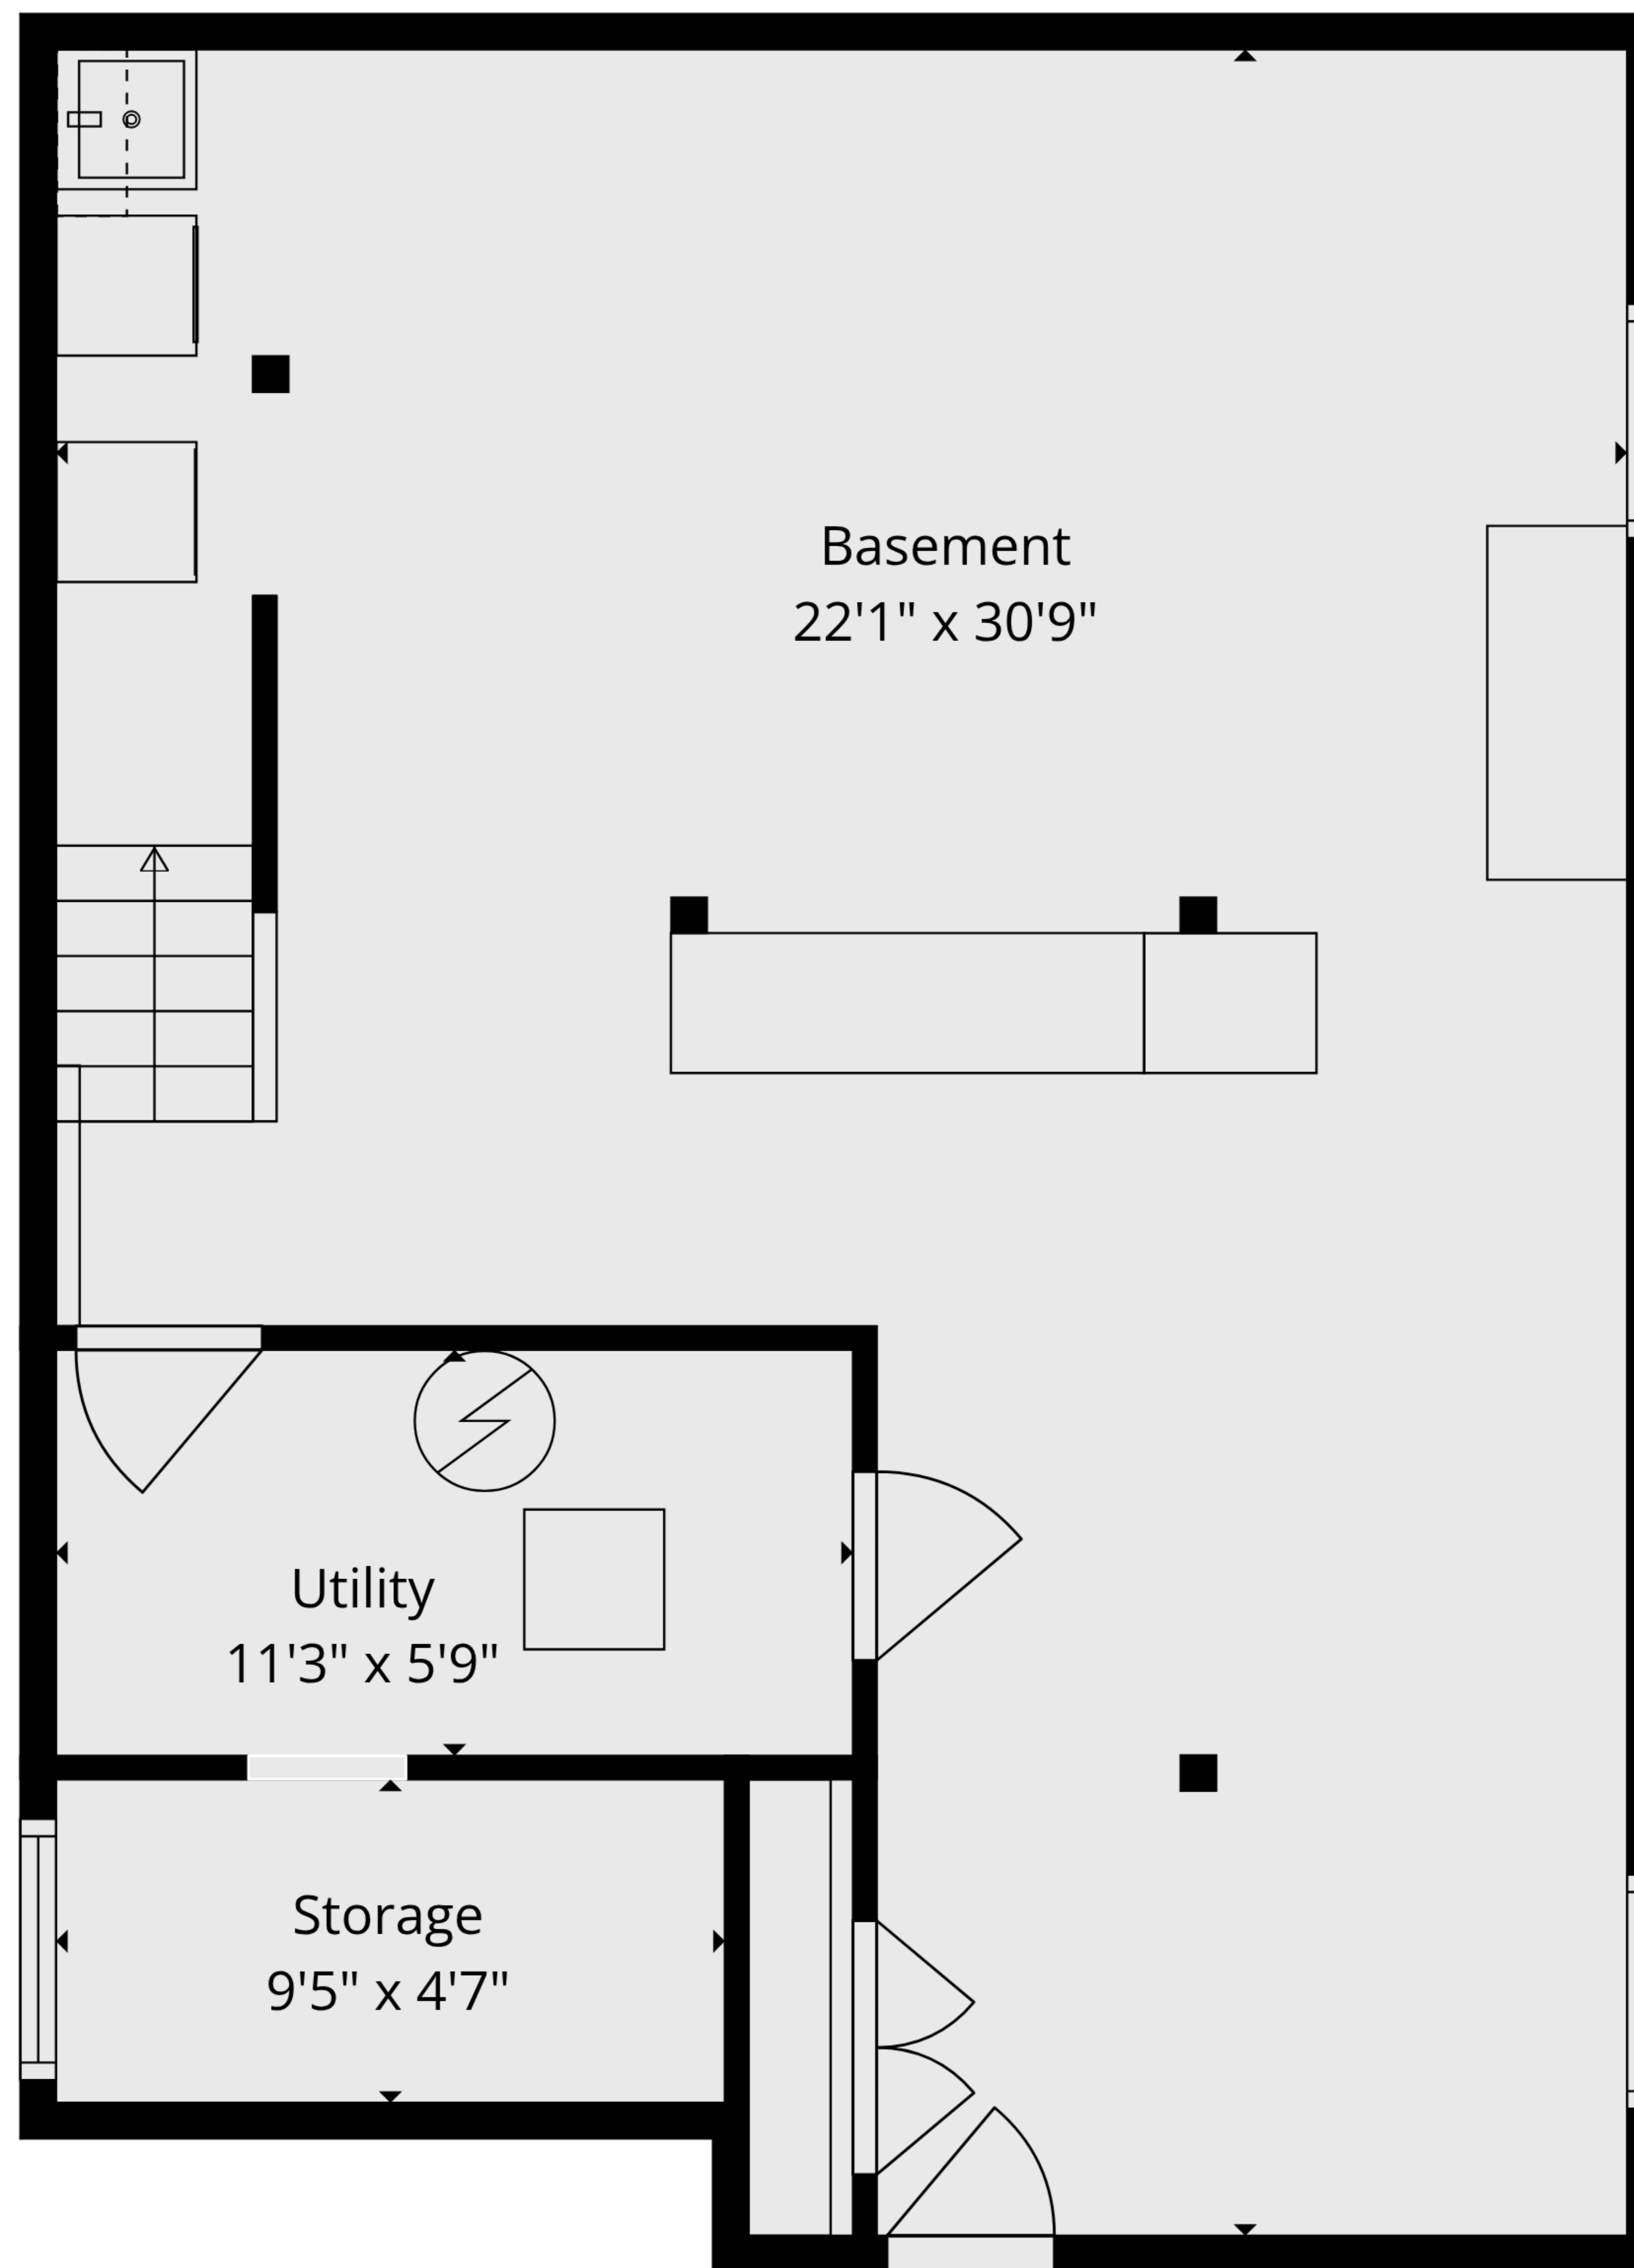 Basement
22'1" x 30'9"
Utility
11'3" x 5'9"
Storage
9'5" x 4'7"